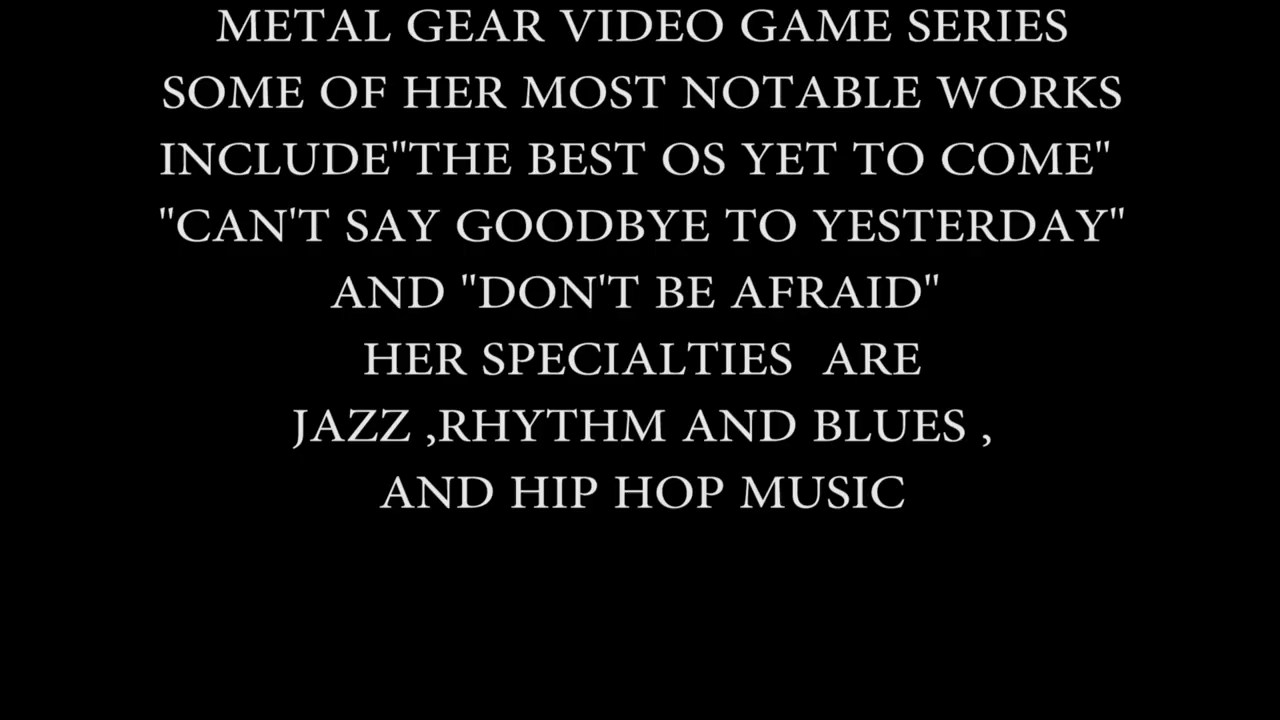 METAL GEAR VIDEO GAME SERIES
SOME OF HER MOST NOTABLE WORKS
INCLUDE"THE BEST OS YET TO COME"
"CAN'T SAY GOODBYE TO YESTERDAY"
AND "DON'T BE AFRAID"
HER SPECIALTIES  ARE
JAZZ ,RHYTHM AND BLUES ,
AND HIP HOP MUSIC